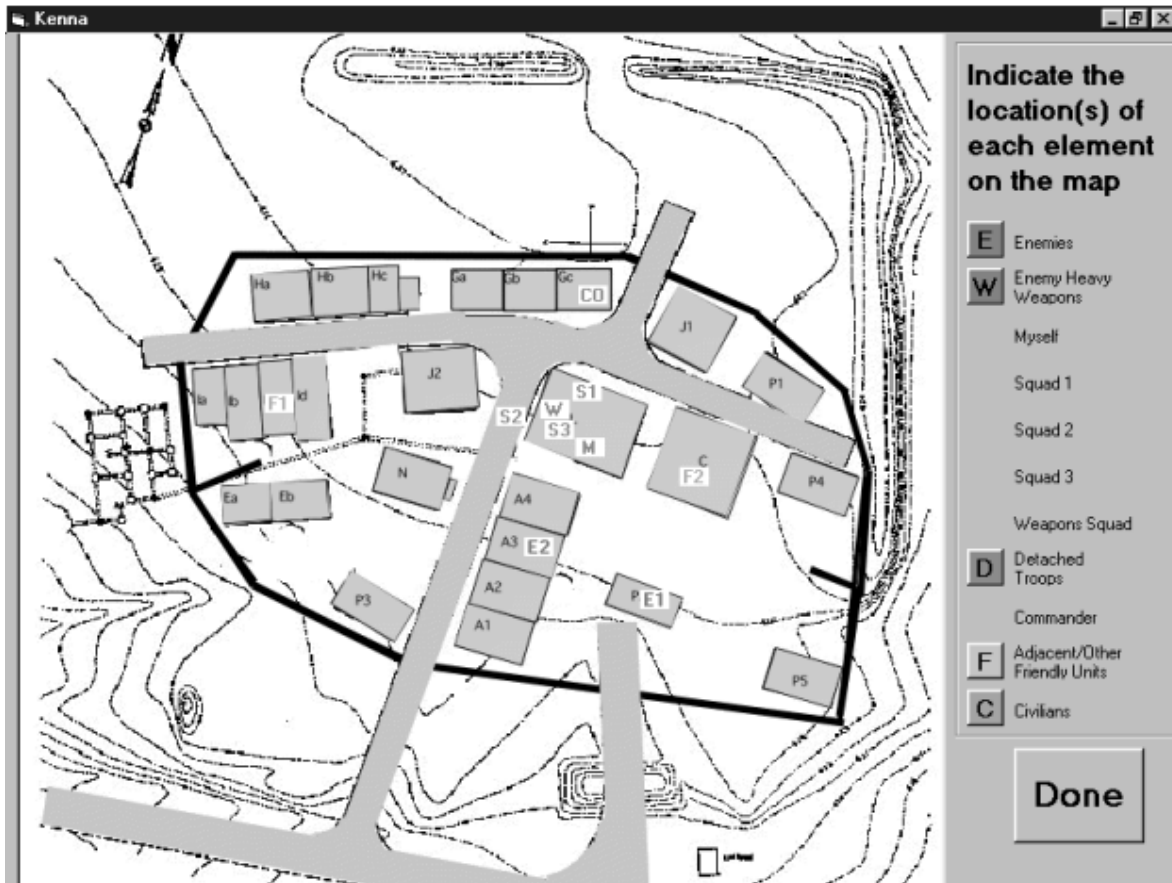 Kenna
Indicate the
location(s) of
each element
on the map
E Enemies
W Enemy Heavy
Weapons
Myself
Squad 1
Squad 2
Squad 3
Weapons Squad
D Detached
Troops
Commander
F Adjacent/Other
Friendly Units
C Civilians
Done
Ha Hb Hc Ga Gb Gc
CO
J1
J2
P1
Ia Ib Id
F1
S1
S2
W
S3
M
C
F2
N
P4
Ea Eb
A4
A3 E2
A2
A1
P3
P
E1
P5